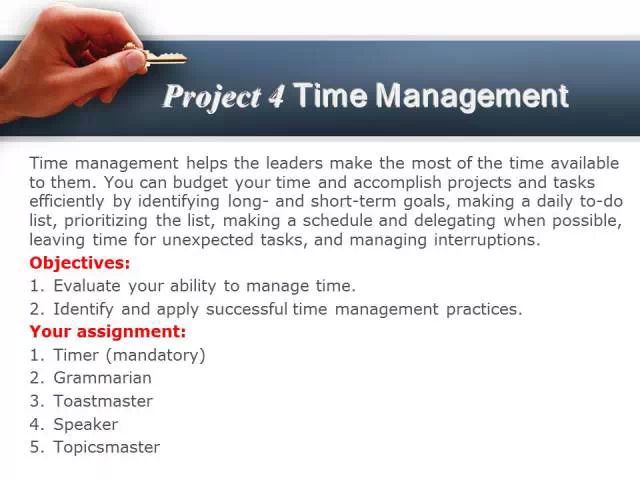 Project 4 Time Management
Time management helps the leaders make the most of the time available
to them. You can budget your time and accomplish projects and tasks
efficiently by identifying long- and short-term goals, making a daily to-do
list, prioritizing the list, making a schedule and delegating when possible,
leaving time for unexpected tasks, and managing interruptions.
Objectives:
1. Evaluate your ability to manage time.
2. Identify and apply successful time management practices.
Your assignment:
1. Timer (mandatory)
2. Grammarian
3. Toastmaster
4. Speaker
5. Topicsmaster